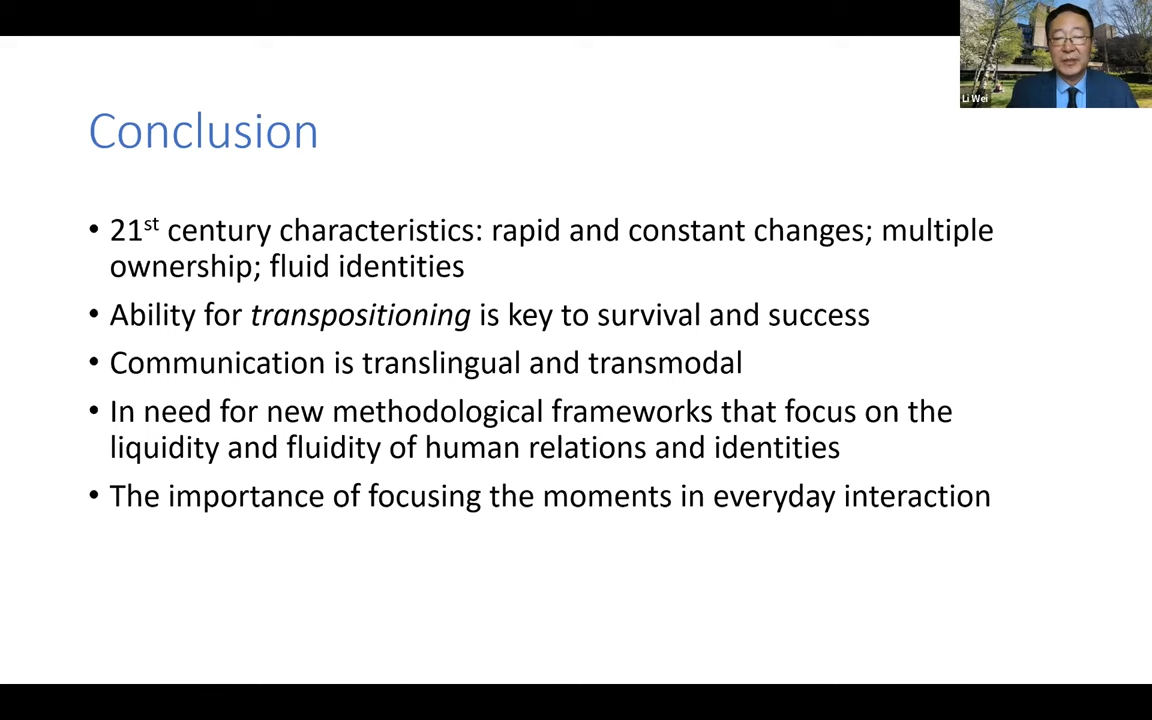 Li Wei
Conclusion
• 21st century characteristics: rapid and constant changes; multiple
ownership; fluid identities
• Ability for transpositioning is key to survival and success
• Communication is translingual and transmodal
• In need for new methodological frameworks that focus on the
liquidity and fluidity of human relations and identities
• The importance of focusing the moments in everyday interaction